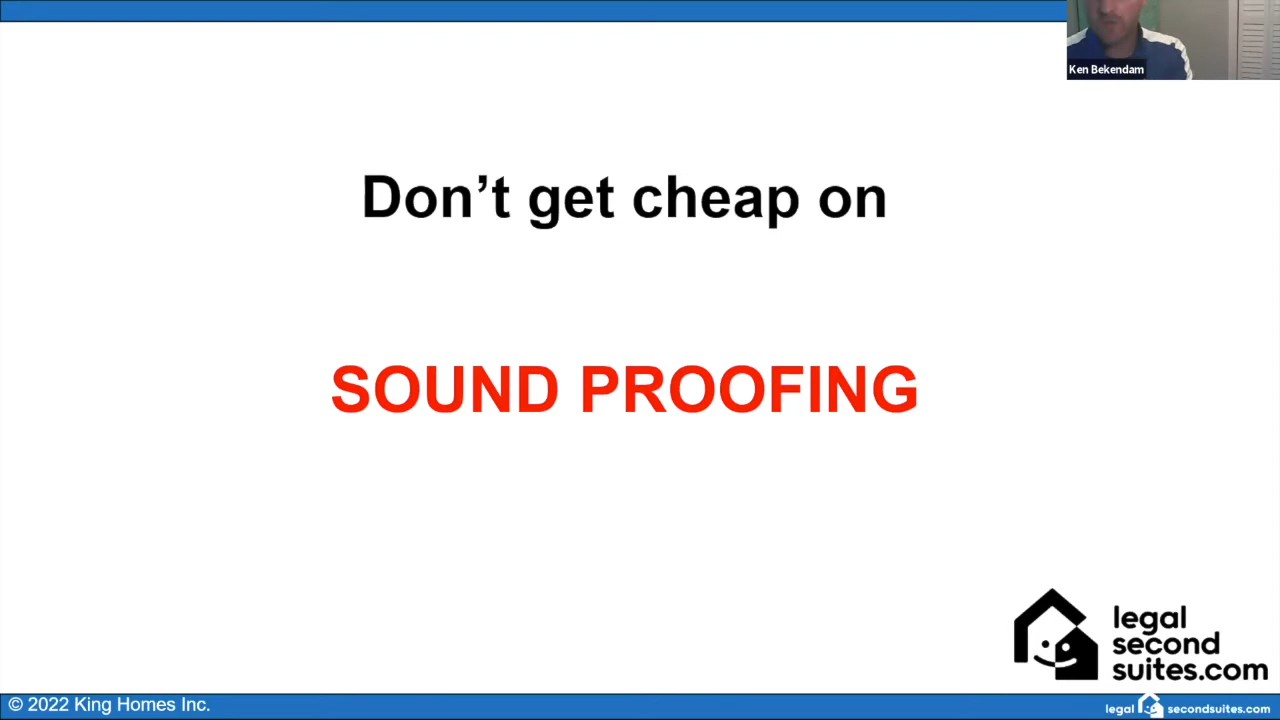 Ken Bekendam
Don’t get cheap on
SOUND PROOFING
legal
second
suites.com
© 2022 King Homes Inc.
legal secondsuites.com